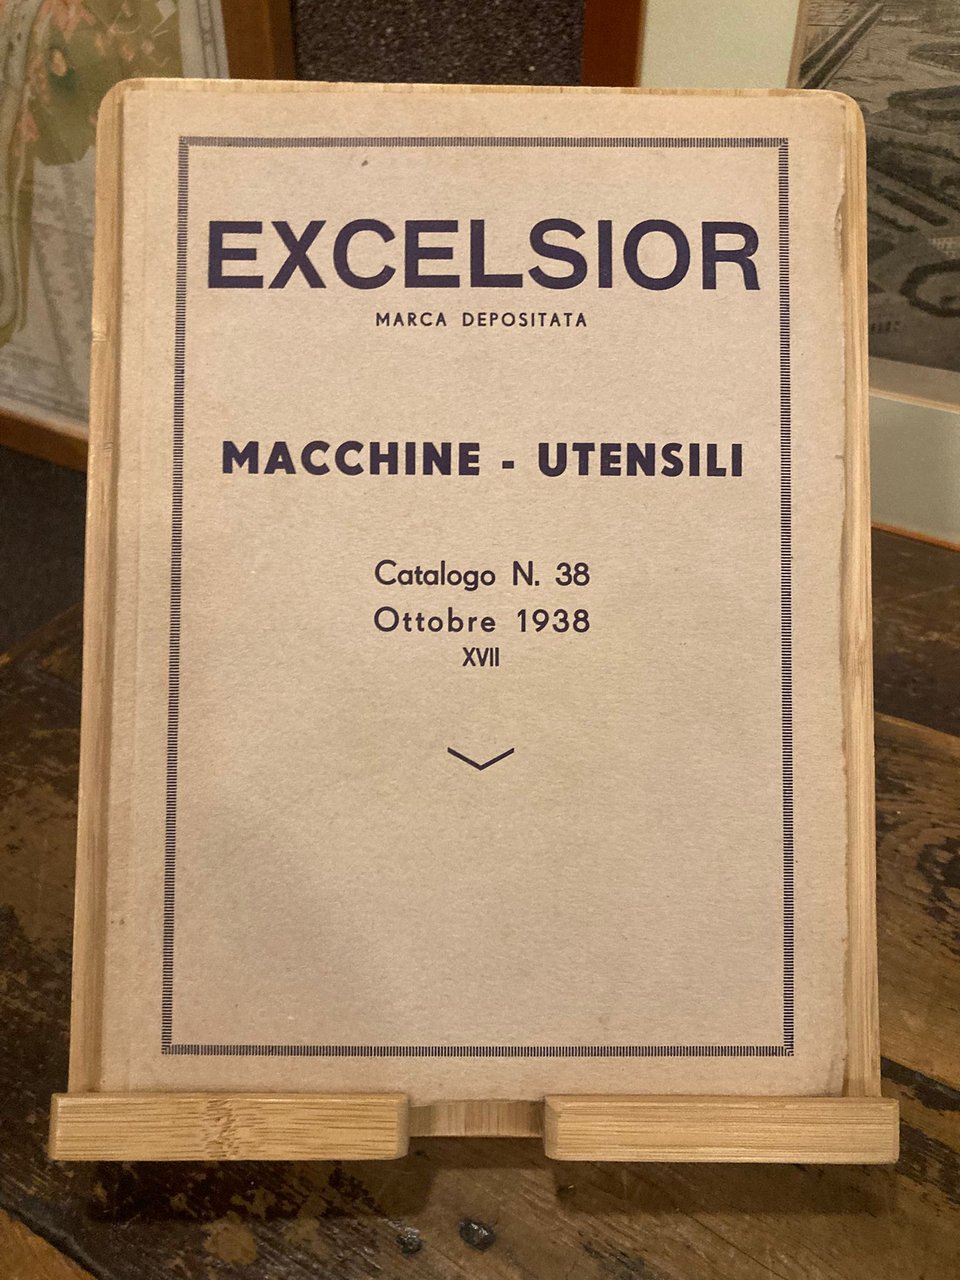 EXCELSIOR
MARCA DEPOSITATA
MACCHINE - UTENSILI
Catalogo N. 38
Ottobre 1938
XVII